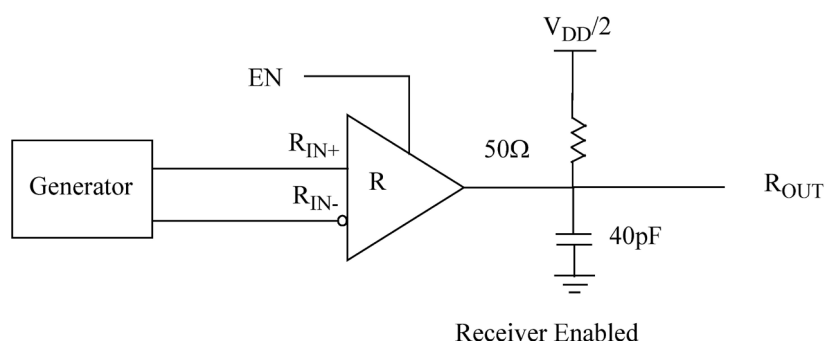 V_DD/2
EN
R_IN+
50Ω
Generator
R
R_OUT
R_IN-
40pF
Receiver Enabled